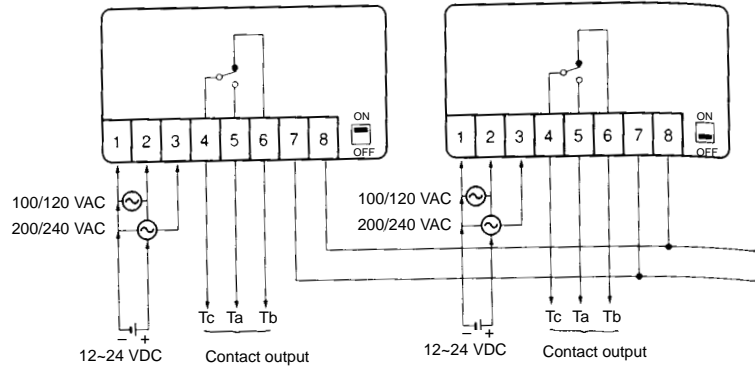 ON
1 2 3 4 5 6 7 8
OFF
100/120 VAC
200/240 VAC
Tc Ta Tb
− +
12~24 VDC
Contact output
ON
1 2 3 4 5 6 7 8
OFF
100/120 VAC
200/240 VAC
Tc Ta Tb
− +
12~24 VDC
Contact output